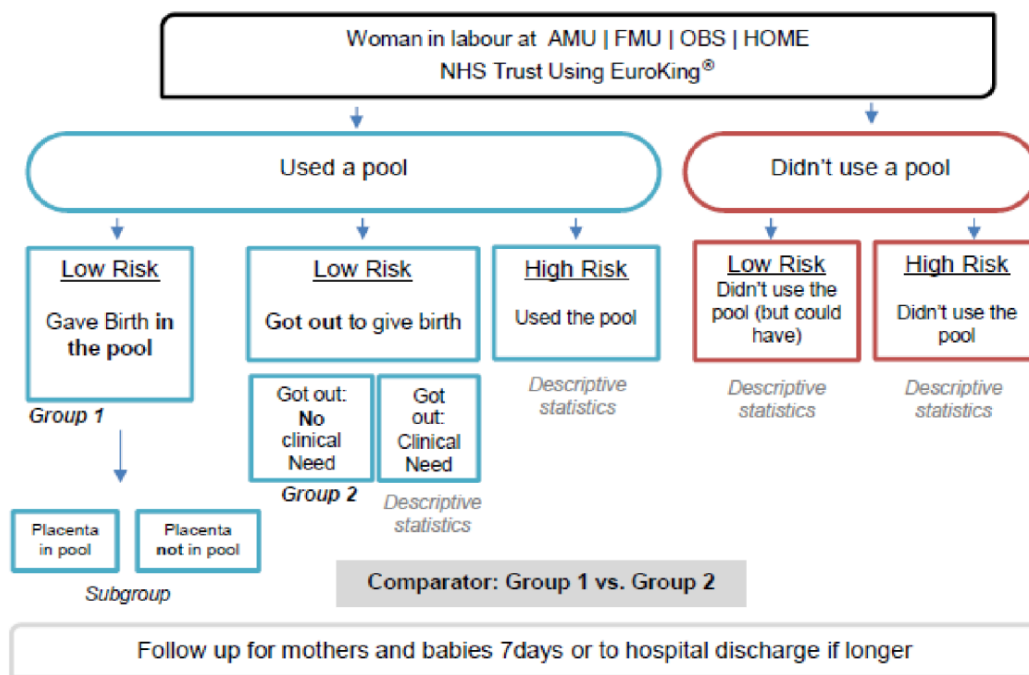 Woman in labour at AMU | FMU | OBS | HOME
NHS Trust Using EuroKing®
Used a pool
Didn't use a pool
Low Risk
Gave Birth in
the pool
Group 1
Low Risk
Got out to give birth
High Risk
Used the pool
Descriptive
statistics
Low Risk
Didn't use the
pool (but could
have)
Descriptive
statistics
High Risk
Didn't use the
pool
Descriptive
statistics
Got out:
No
clinical
Need
Group 2
Got
out:
Clinical
Need
Descriptive
statistics
Placenta
in pool
Placenta
not in pool
Subgroup
Comparator: Group 1 vs. Group 2
Follow up for mothers and babies 7days or to hospital discharge if longer